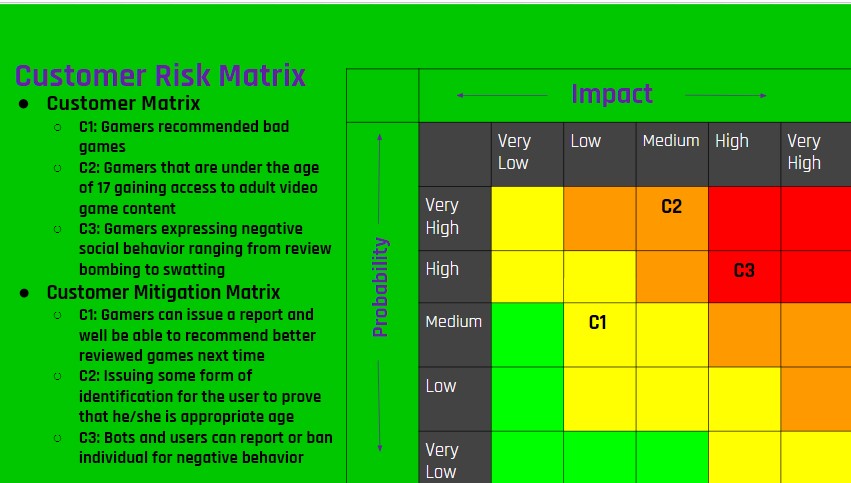 Customer Risk Matrix
● Customer Matrix
○ C1: Gamers recommended bad
games
○ C2: Gamers that are under the age
of 17 gaining access to adult video
game content
○ C3: Gamers expressing negative
social behavior ranging from review
bombing to swatting
● Customer Mitigation Matrix
○ C1: Gamers can issue a report and
well be able to recommend better
reviewed games next time
○ C2: Issuing some form of
identification for the user to prove
that he/she is appropriate age
○ C3: Bots and users can report or ban
individual for negative behavior
Impact
Probability
Very
Low
Low
Medium
High
Very
High
Very
High
C2
High
C3
Medium
C1
Low
Very
Low